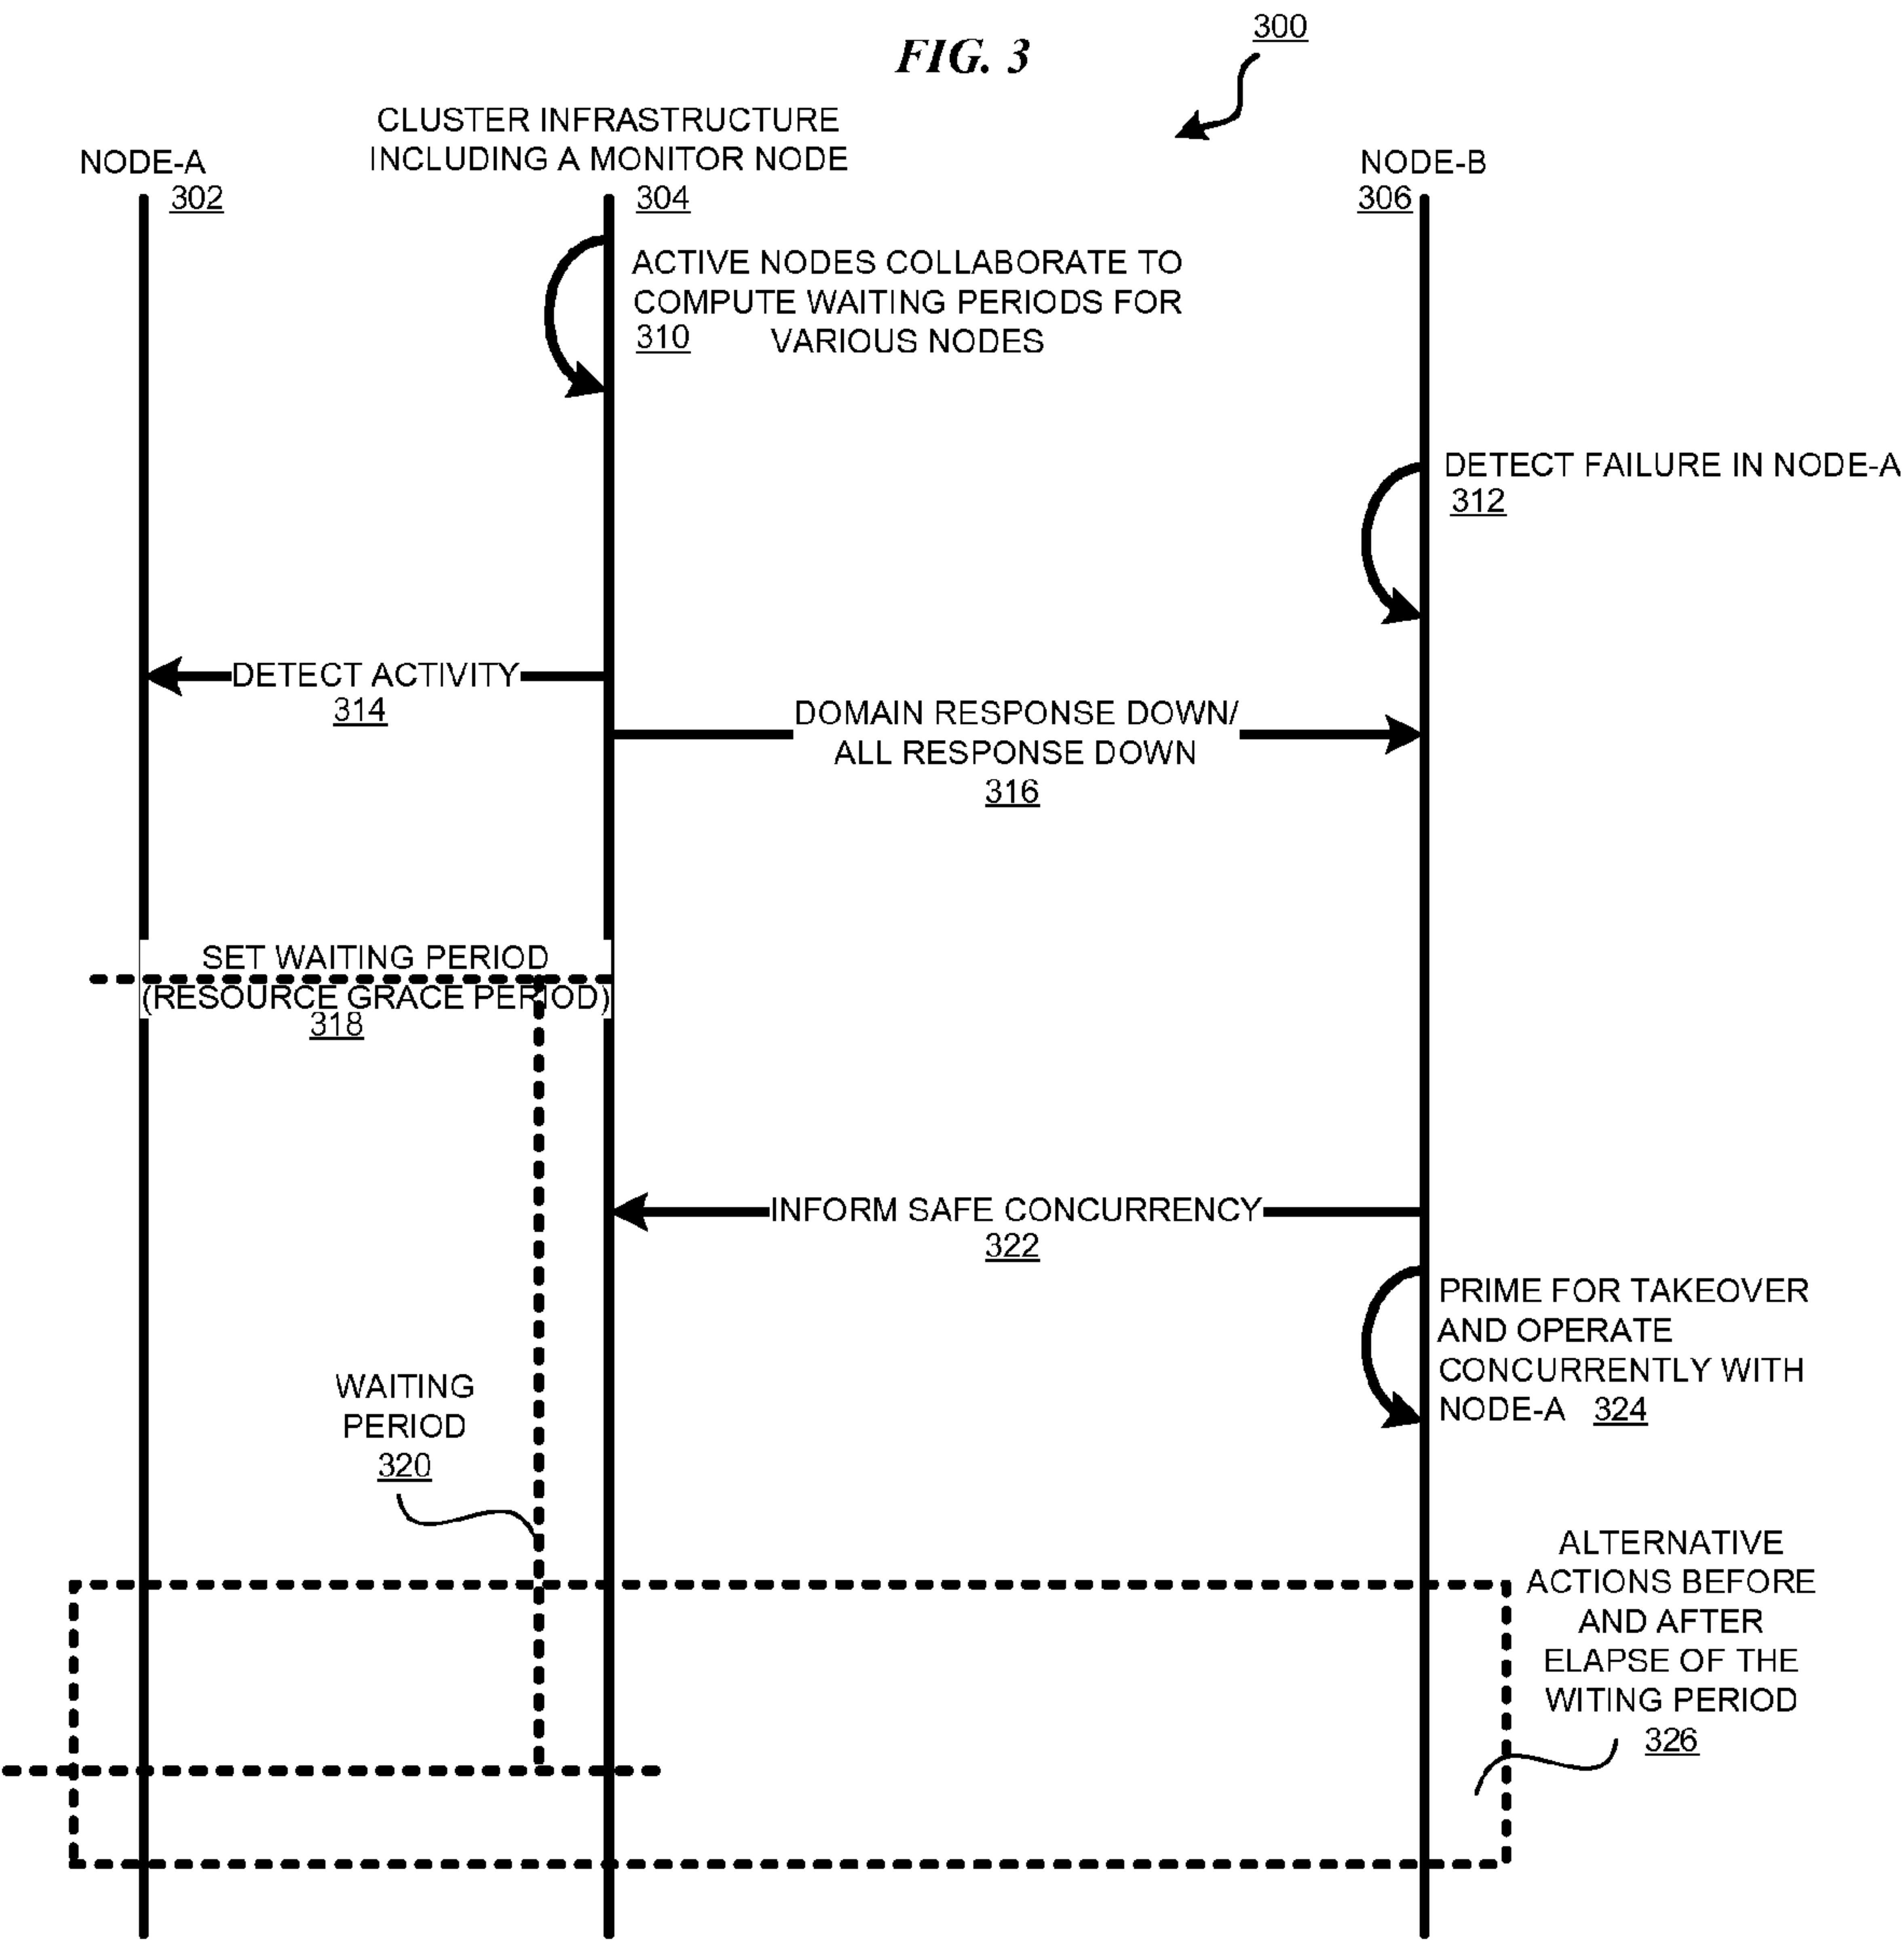 300
FIG. 3
CLUSTER INFRASTRUCTURE
INCLUDING A MONITOR NODE
NODE-A
302
304
NODE-B
306
ACTIVE NODES COLLABORATE TO
COMPUTE WAITING PERIODS FOR
310 VARIOUS NODES
DETECT FAILURE IN NODE-A
312
DETECT ACTIVITY
314
DOMAIN RESPONSE DOWN/
ALL RESPONSE DOWN
316
SET WAITING PERIOD
(RESOURCE GRACE PERIOD)
318
INFORM SAFE CONCURRENCY
322
PRIME FOR TAKEOVER
AND OPERATE
CONCURRENTLY WITH
NODE-A 324
WAITING
PERIOD
320
ALTERNATIVE
ACTIONS BEFORE
AND AFTER
ELAPSE OF THE
WITING PERIOD
326